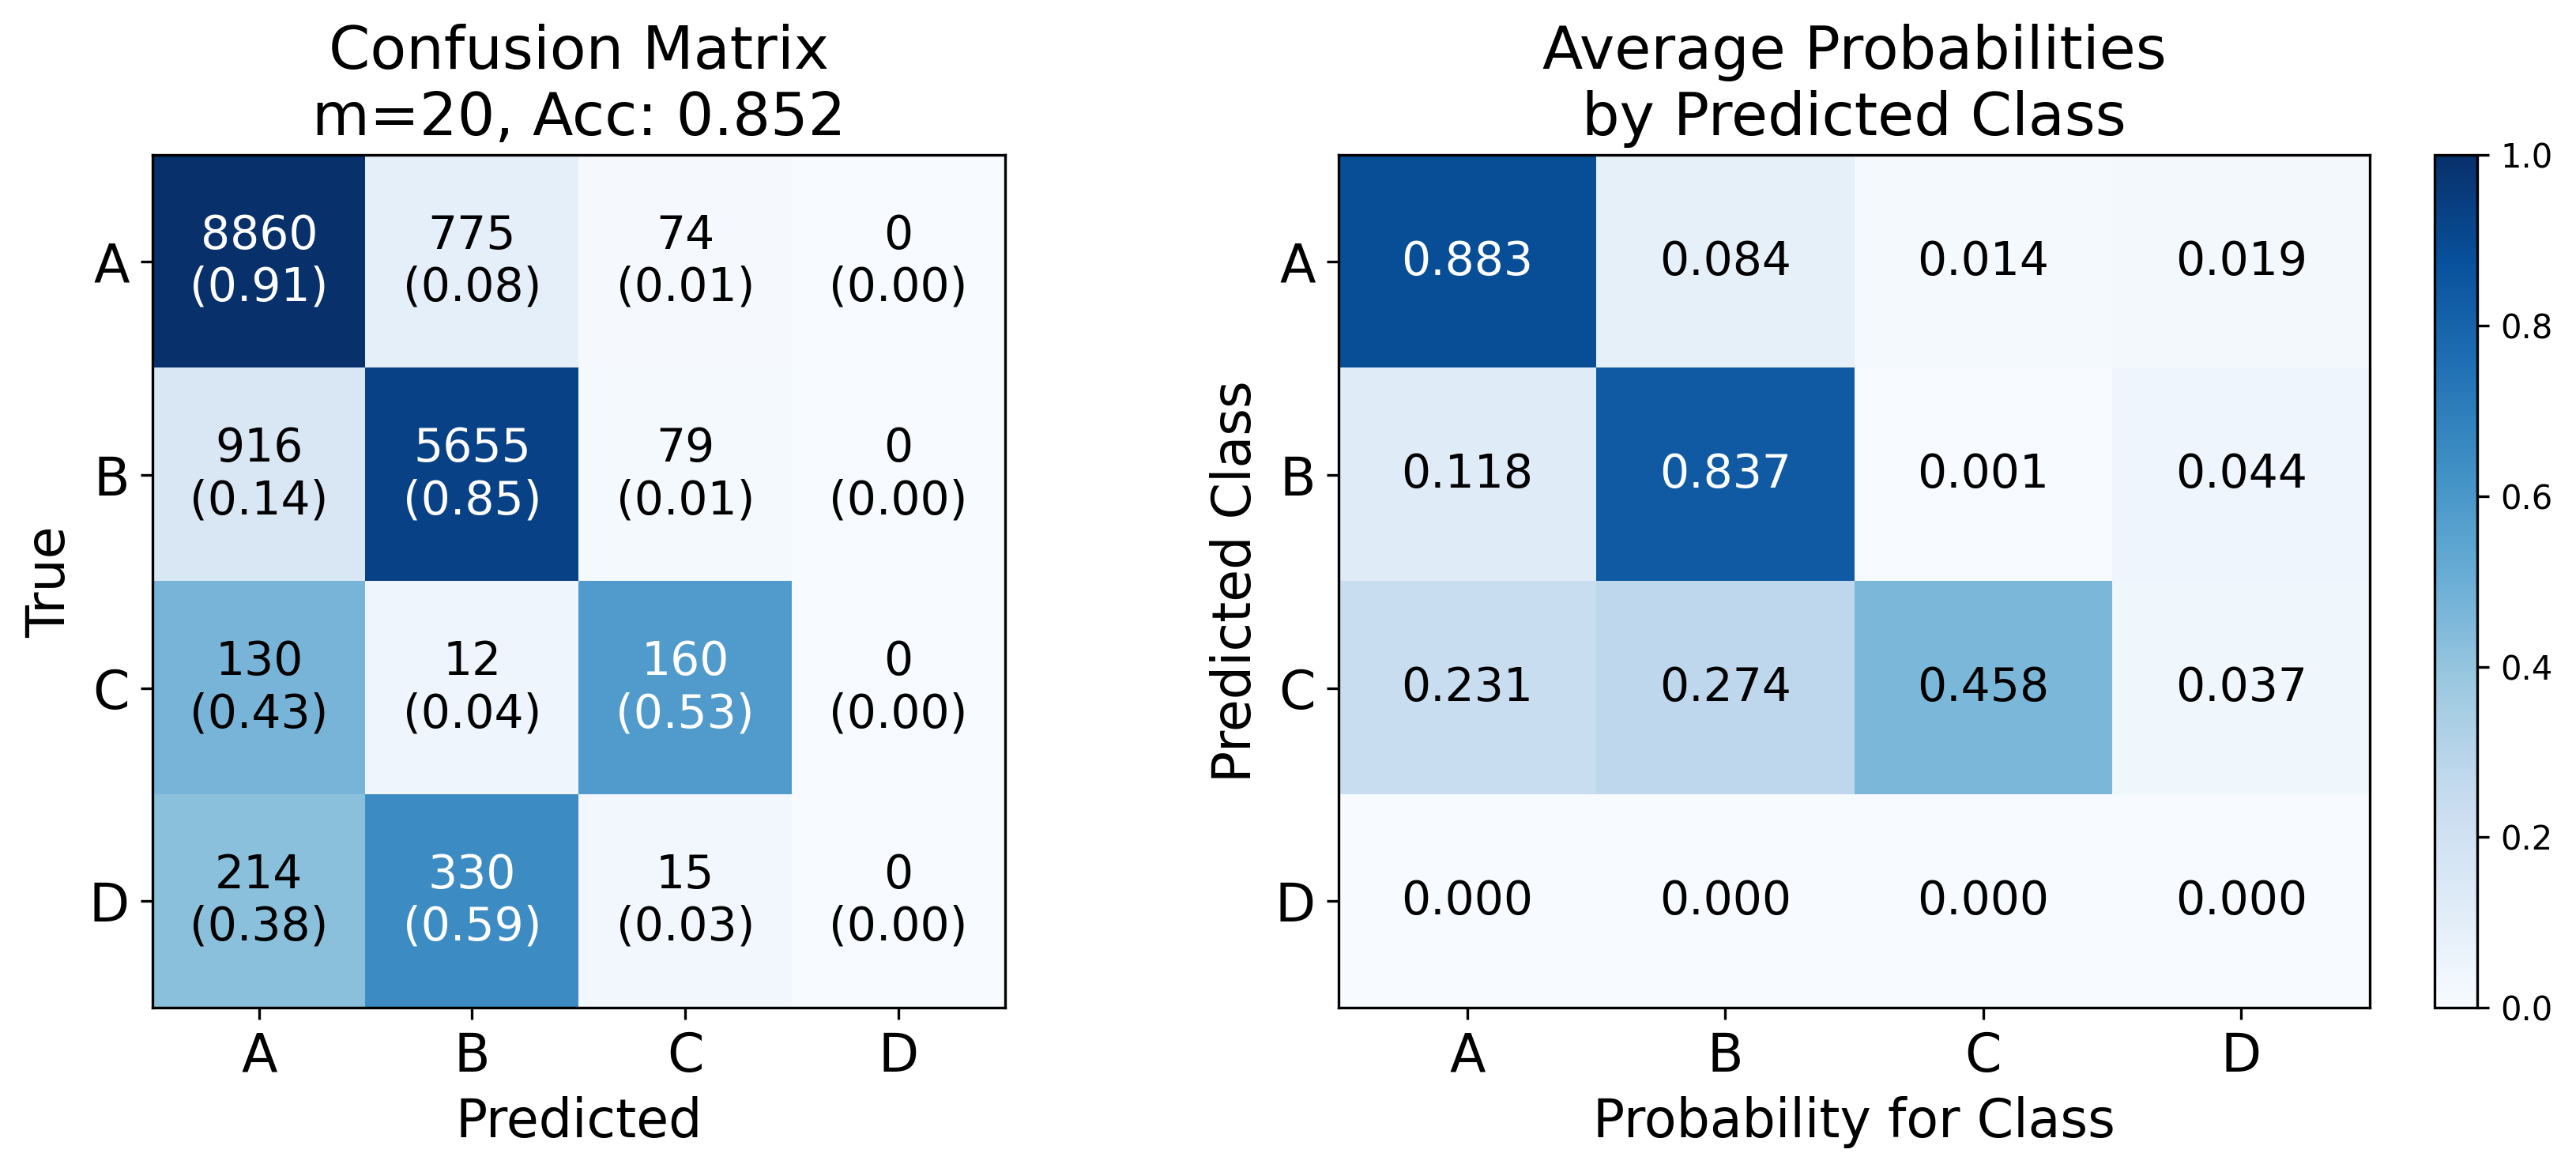 Confusion Matrix
m=20, Acc: 0.852
A
8860
(0.91)
775
(0.08)
74
(0.01)
0
(0.00)
B
916
(0.14)
5655
(0.85)
79
(0.01)
0
(0.00)
C
130
(0.43)
12
(0.04)
160
(0.53)
0
(0.00)
D
214
(0.38)
330
(0.59)
15
(0.03)
0
(0.00)
True
A B C D
Predicted
Average Probabilities
by Predicted Class
A 0.883 0.084 0.014 0.019
B 0.118 0.837 0.001 0.044
C 0.231 0.274 0.458 0.037
D 0.000 0.000 0.000 0.000
Predicted Class
A B C D
Probability for Class
1.0
0.8
0.6
0.4
0.2
0.0